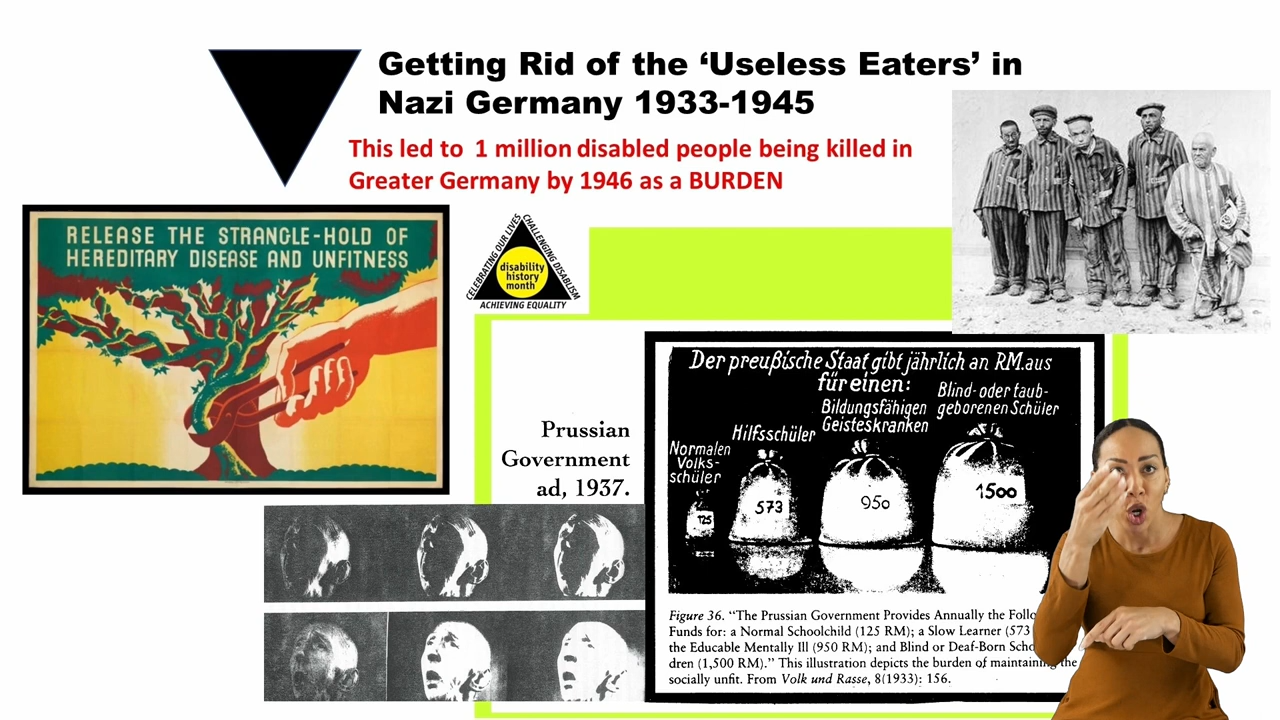 Getting Rid of the ‘Useless Eaters’ in
Nazi Germany 1933-1945
This led to 1 million disabled people being killed in
Greater Germany by 1946 as a BURDEN
RELEASE THE STRANGLE-HOLD OF
HEREDITARY DISEASE AND UNFITNESS
CELEBRATING OUR LIVES
CHALLENGING DISABLISM
disability
history
month
ACHIEVING EQUALITY
Prussian
Government
ad, 1937.
Der preußische Staat gibt jährlich an RM.aus
für einen:
Normalen
Volks-
schüler
Hilfsschüler
Bildungsfähigen
Geisteskranken
Blind- oder taub-
geborenen Schüler
125
573
950
1500
Figure 36. “The Prussian Government Provides Annually the Follo
Funds for: a Normal Schoolchild (125 RM); a Slow Learner (573
the Educable Mentally Ill (950 RM); and Blind or Deaf-Born Scho
dren (1,500 RM).” This illustration depicts the burden of maintaining the
socially unfit. From Volk und Rasse, 8(1933): 156.